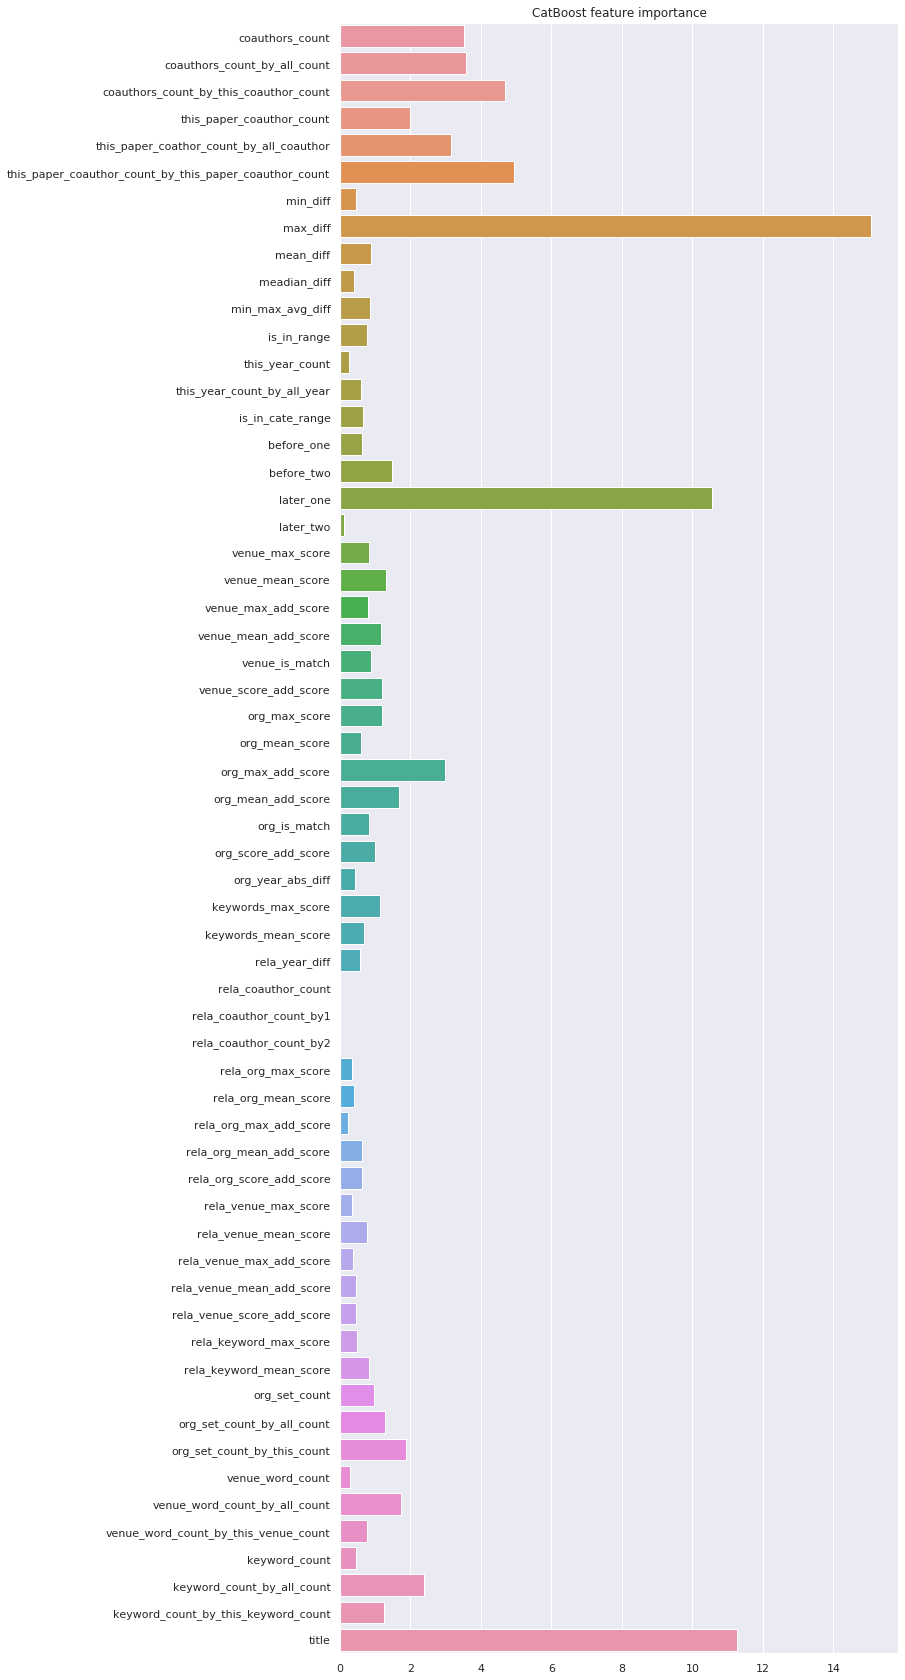 CatBoost feature importance
coauthors_count
coauthors_count_by_all_count
coauthors_count_by_this_coauthor_count
this_paper_coauthor_count
this_paper_coathor_count_by_all_coauthor
this_paper_coauthor_count_by_this_paper_coauthor_count
min_diff
max_diff
mean_diff
meadian_diff
min_max_avg_diff
is_in_range
this_year_count
this_year_count_by_all_year
is_in_cate_range
before_one
before_two
later_one
later_two
venue_max_score
venue_mean_score
venue_max_add_score
venue_mean_add_score
venue_is_match
venue_score_add_score
org_max_score
org_mean_score
org_max_add_score
org_mean_add_score
org_is_match
org_score_add_score
org_year_abs_diff
keywords_max_score
keywords_mean_score
rela_year_diff
rela_coauthor_count
rela_coauthor_count_by1
rela_coauthor_count_by2
rela_org_max_score
rela_org_mean_score
rela_org_max_add_score
rela_org_mean_add_score
rela_org_score_add_score
rela_venue_max_score
rela_venue_mean_score
rela_venue_max_add_score
rela_venue_mean_add_score
rela_venue_score_add_score
rela_keyword_max_score
rela_keyword_mean_score
org_set_count
org_set_count_by_all_count
org_set_count_by_this_count
venue_word_count
venue_word_count_by_all_count
venue_word_count_by_this_venue_count
keyword_count
keyword_count_by_all_count
keyword_count_by_this_keyword_count
title
0 2 4 6 8 10 12 14